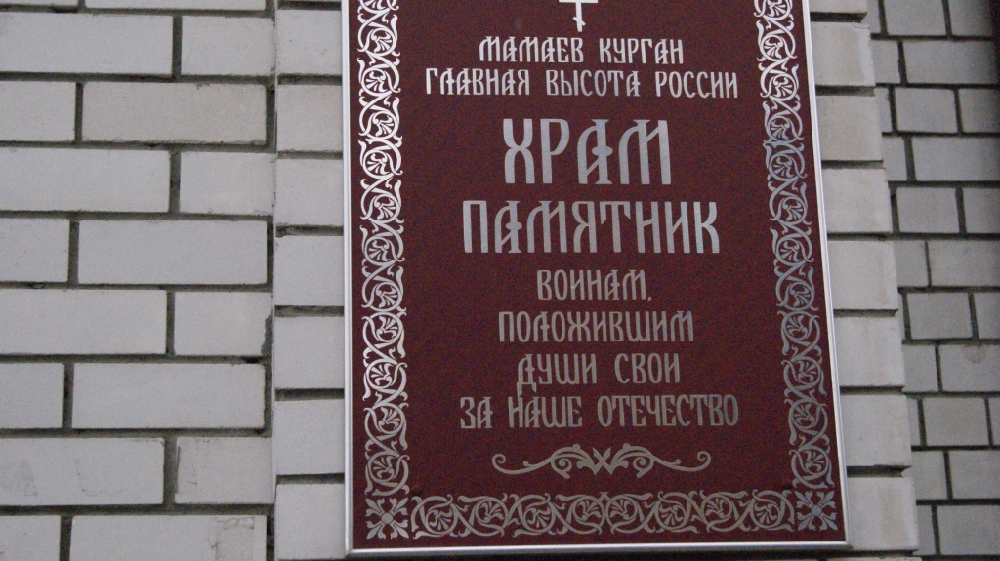 МАМАЕВ КУРГАН
ГЛАВНАЯ ВЫСОТА РОССИИ
ХРАМ
ПАМЯТНИК
ВОИНАМ,
ПОЛОЖИВШИМ
ДУШИ СВОИ
ЗА НАШЕ ОТЕЧЕСТВО